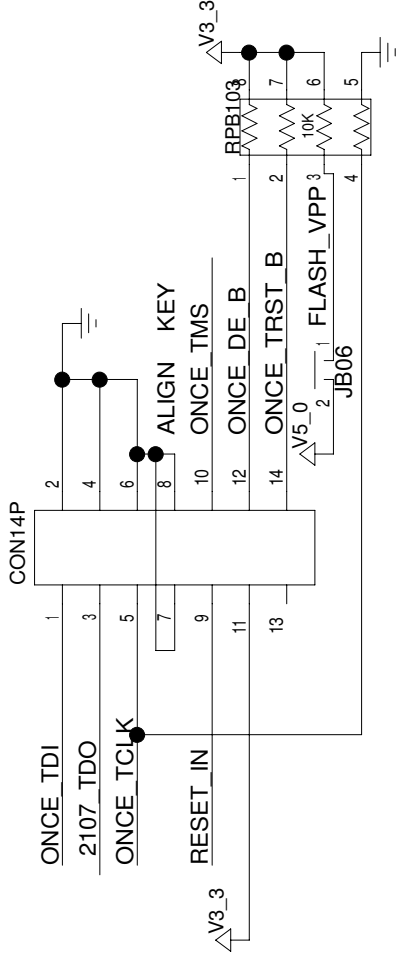 CON14P
ONCE_TDI 1 2
2107_TDO 3 4
ONCE_TCLK 5 6
7 8 ALIGN KEY
RESET_IN 9 10 ONCE_TMS
V3_3
11 12 ONCE_DE_B
13 14 ONCE_TRST_B
V3_3
RPB103
1 8
2 7
10K
3 6
4 5
FLASH_VPP
V5_0
2 1
JB06